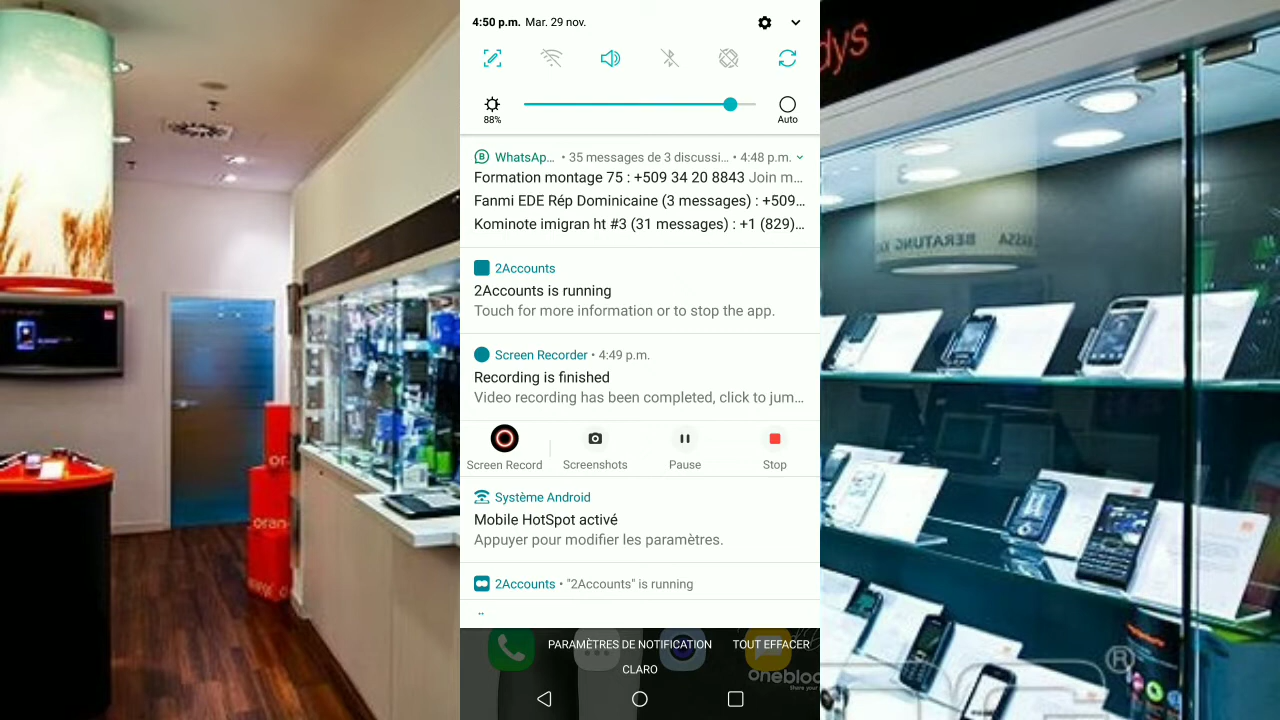 4:50 p.m. Mar. 29 nov.
88%
Auto
WhatsAp... • 35 messages de 3 discussi... • 4:48 p.m.
Formation montage 75 : +509 34 20 8843 Join m...
Fanmi EDE Rép Dominicaine (3 messages) : +509...
Kominote imigran ht #3 (31 messages) : +1 (829)...
2Accounts
2Accounts is running
Touch for more information or to stop the app.
Screen Recorder • 4:49 p.m.
Recording is finished
Video recording has been completed, click to jum...
Screen Record
Screenshots
Pause
Stop
Système Android
Mobile HotSpot activé
Appuyer pour modifier les paramètres.
2Accounts • "2Accounts" is running
PARAMÈTRES DE NOTIFICATION
TOUT EFFACER
CLARO
dys
BERATUNG
®